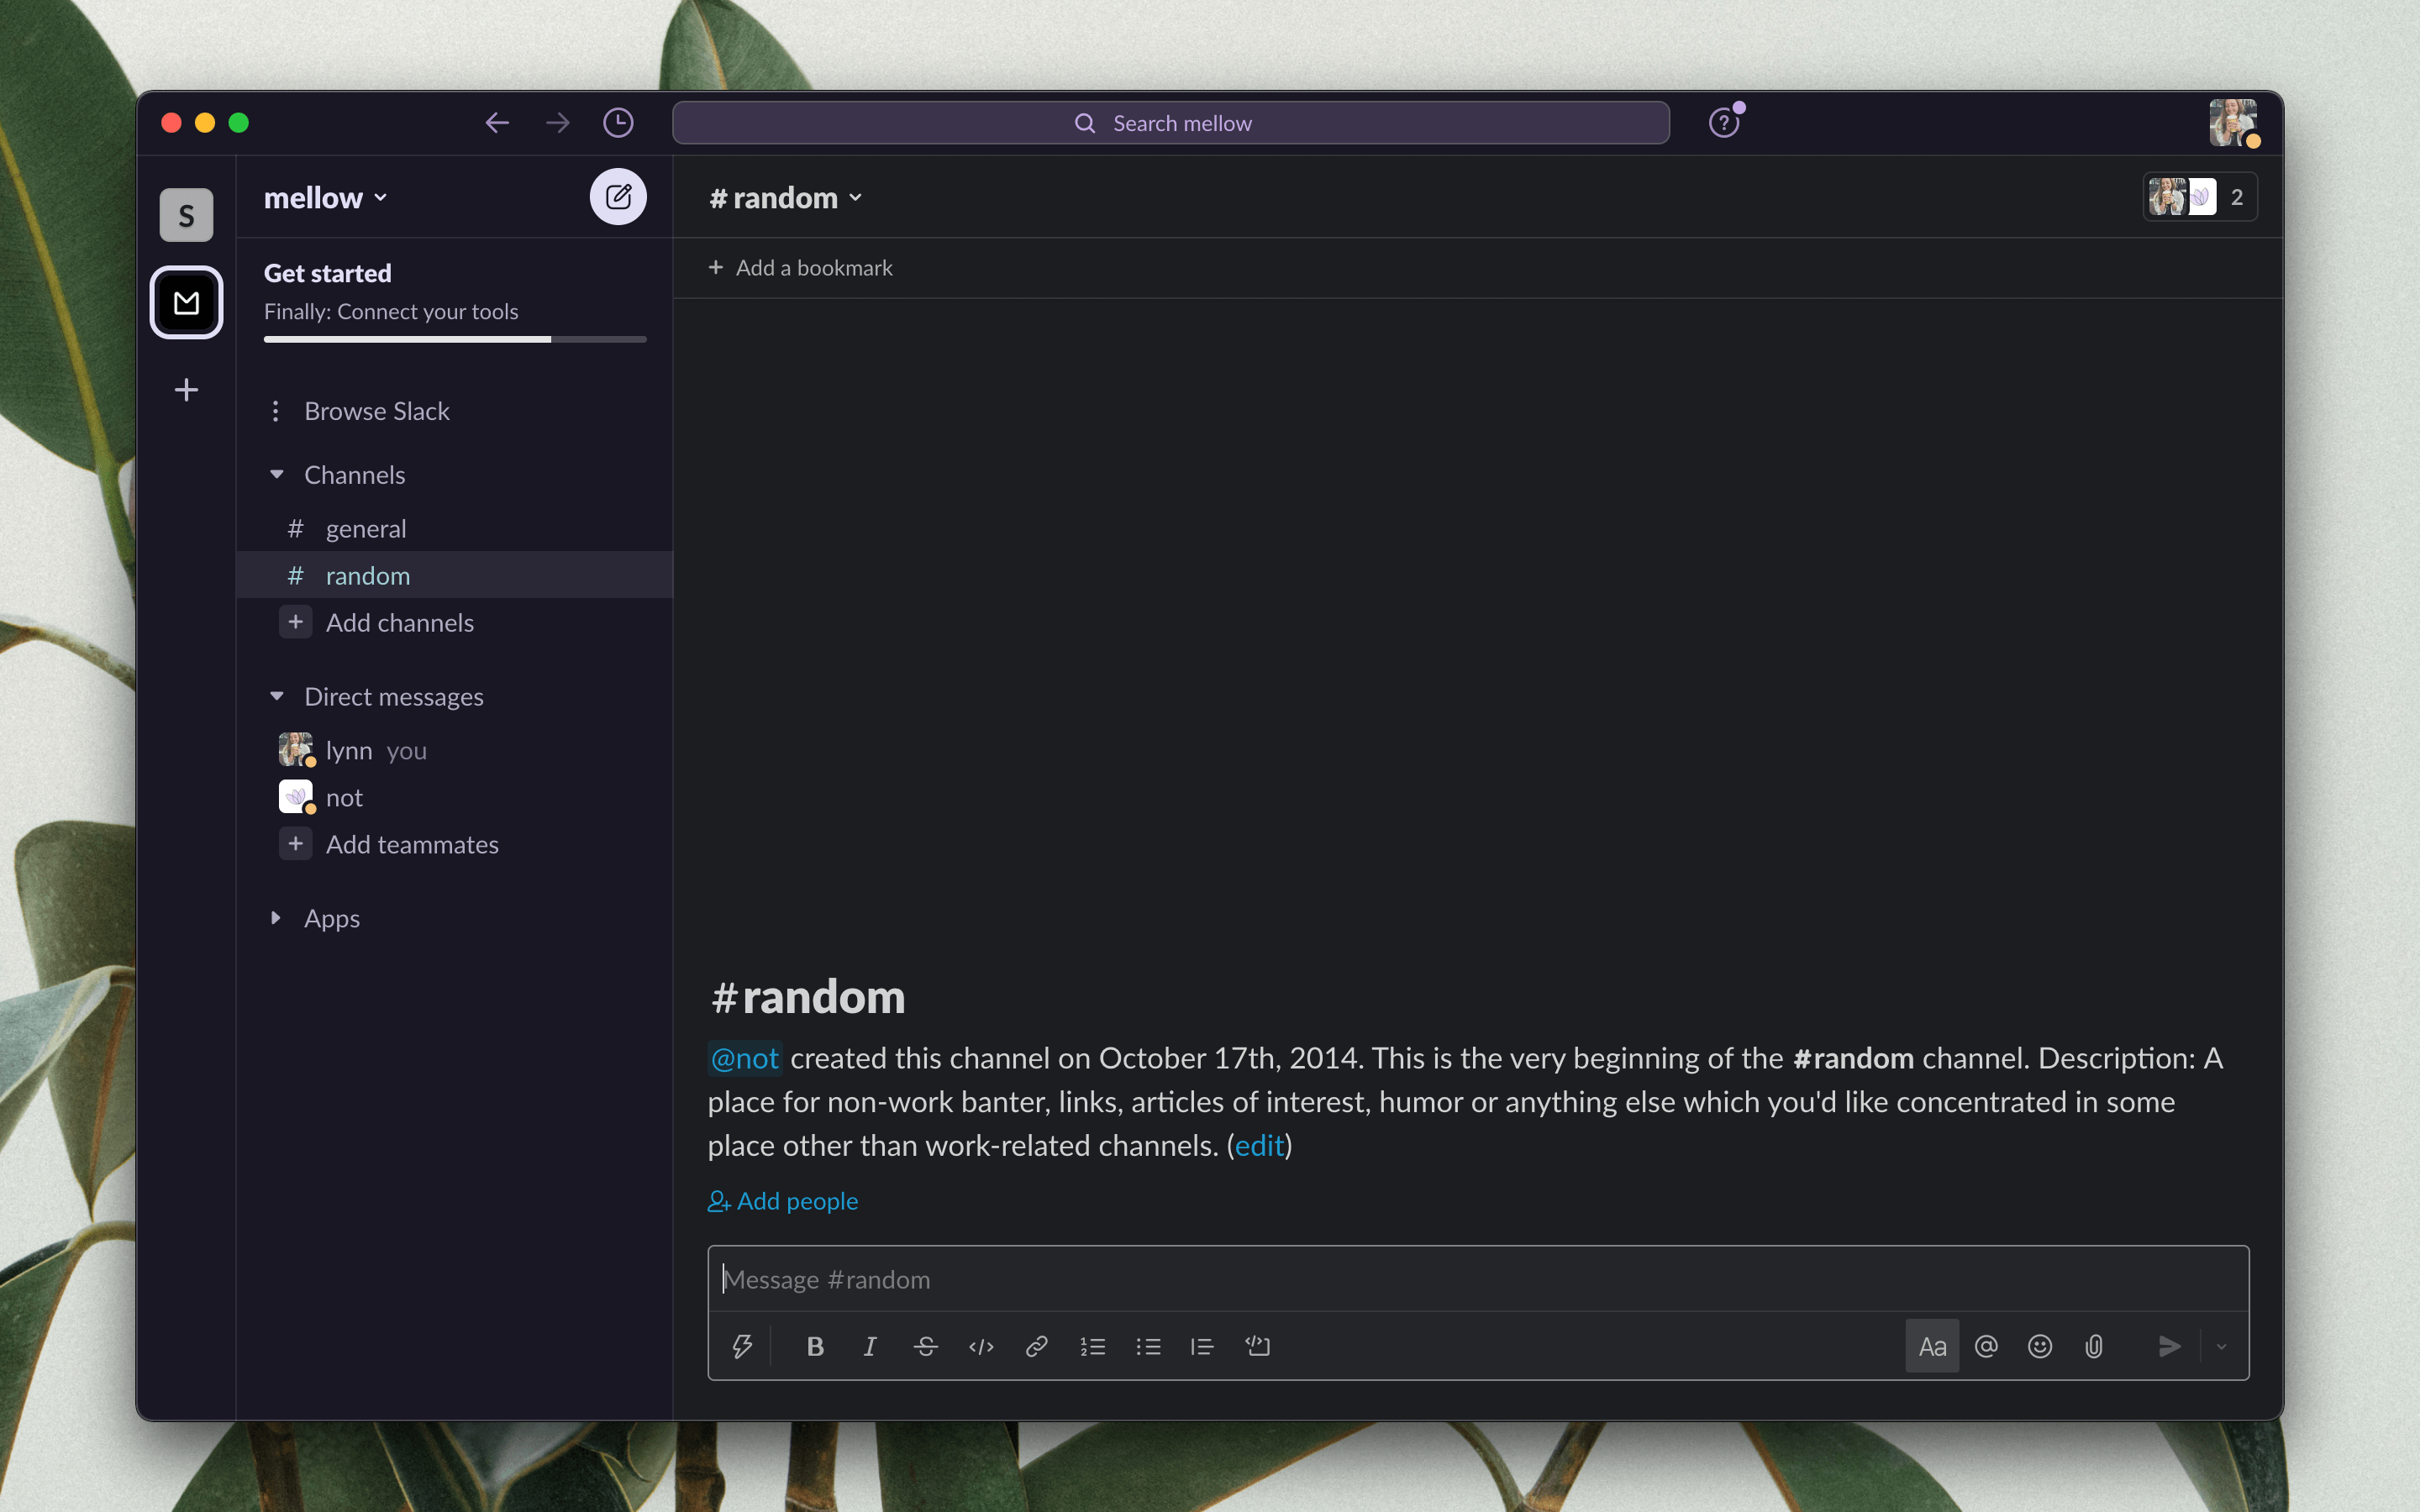 Search mellow
S
mellow
Get started
Finally: Connect your tools
Browse Slack
Channels
# general
# random
+ Add channels
Direct messages
lynn you
not
+ Add teammates
Apps
# random
2
+ Add a bookmark
#random
@not created this channel on October 17th, 2014. This is the very beginning of the #random channel. Description: A
place for non-work banter, links, articles of interest, humor or anything else which you'd like concentrated in some
place other than work-related channels. (edit)
Add people
Message #random
B I S </> Aa @